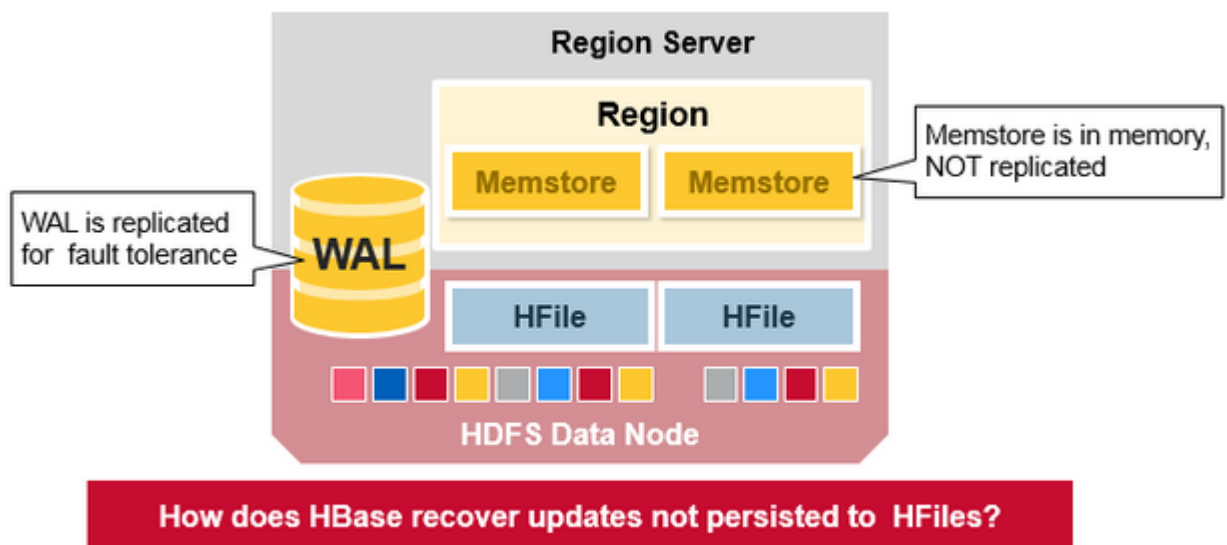 Region Server
Region
Memstore is in memory,
NOT replicated
Memstore
Memstore
WAL is replicated
for fault tolerance
WAL
HFile
HFile
HDFS Data Node
How does HBase recover updates not persisted to HFiles?